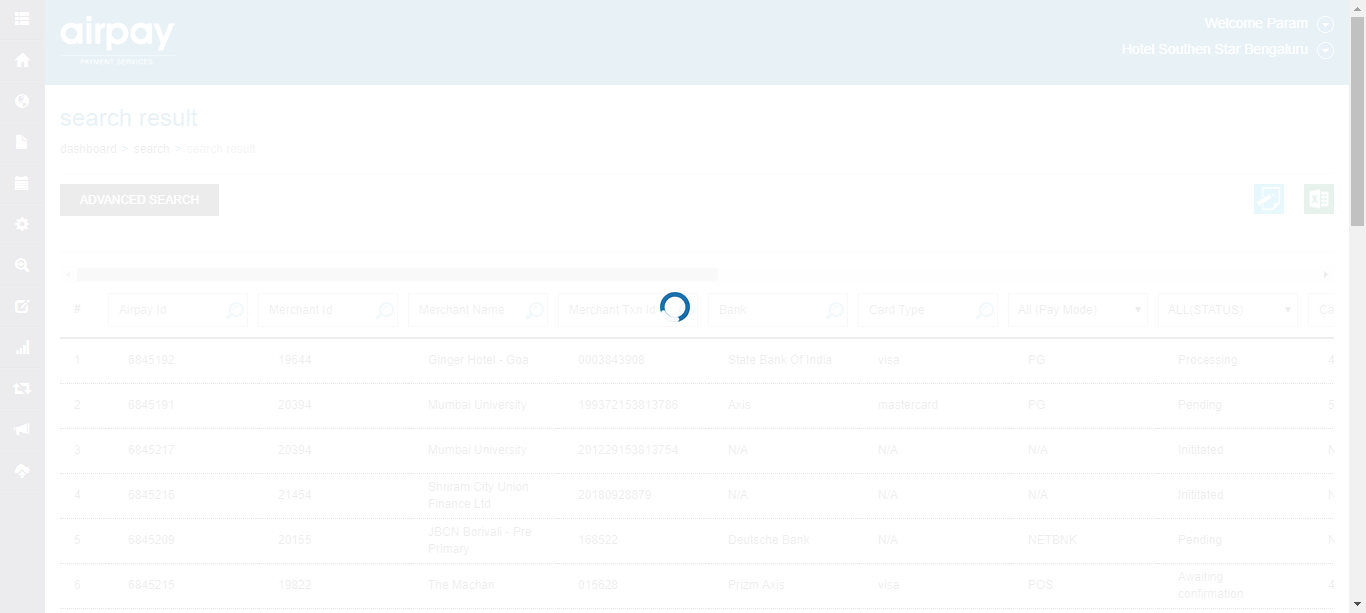 airpay
PAYMENT SERVICES
Welcome Param
Hotel Southen Star Bengaluru
search result
dashboard > search > search result
ADVANCED SEARCH
# Airpay Id Merchant Id Merchant Name Merchant Txn Id Bank Card Type All (Pay Mode) ALL(STATUS) Ca
1 6845192 19644 Ginger Hotel - Goa 0003843908 State Bank Of India visa PG Processing 4
2 6845191 20394 Mumbai University 199372153813786 Axis mastercard PG Pending 5
3 6845217 20394 Mumbai University 201229153813754 N/A N/A N/A Inititated N
4 6845218 21454 Shriram City Union Finance Ltd 20180928879 N/A N/A N/A Inititated N
5 6845209 20155 JBCN Borivali - Pre Primary 188522 Deutsche Bank N/A NETBNK Pending N
6 6845215 19822 The Machan 015628 Prizm Axis visa POS Awaiting confirmation 4